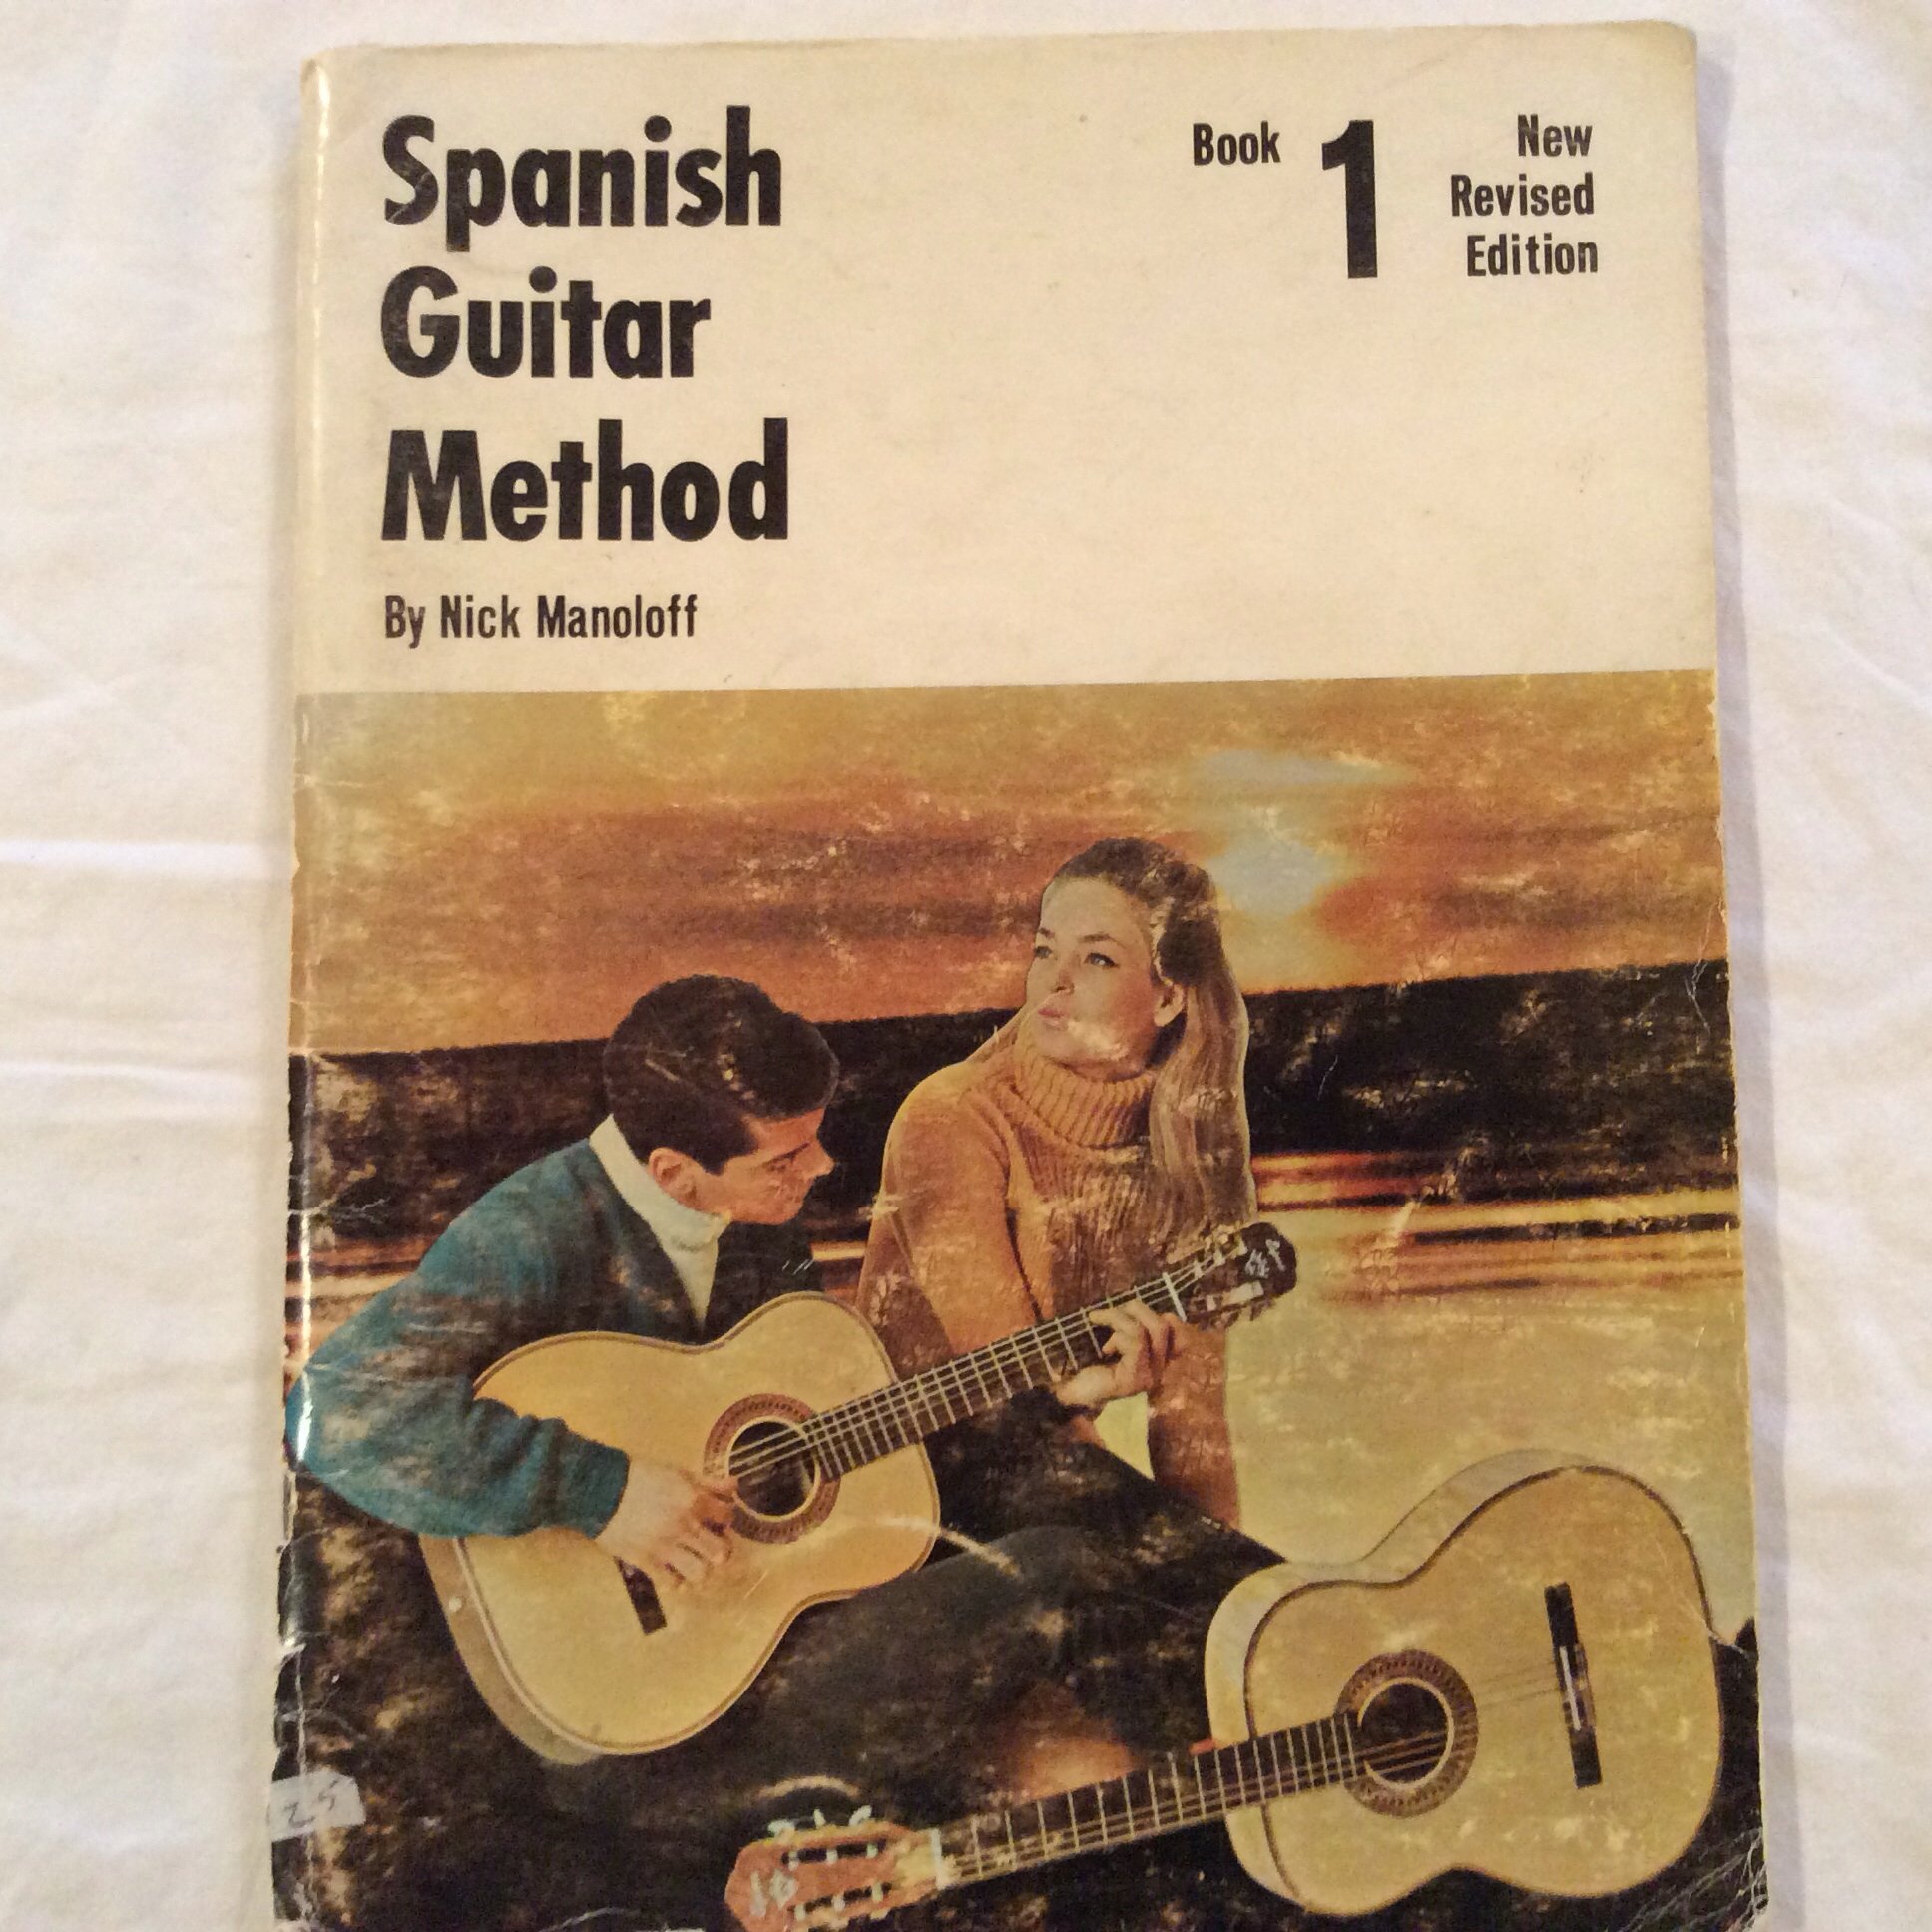 Spanish
Guitar
Method
By Nick Manoloff
Book 1
New
Revised
Edition